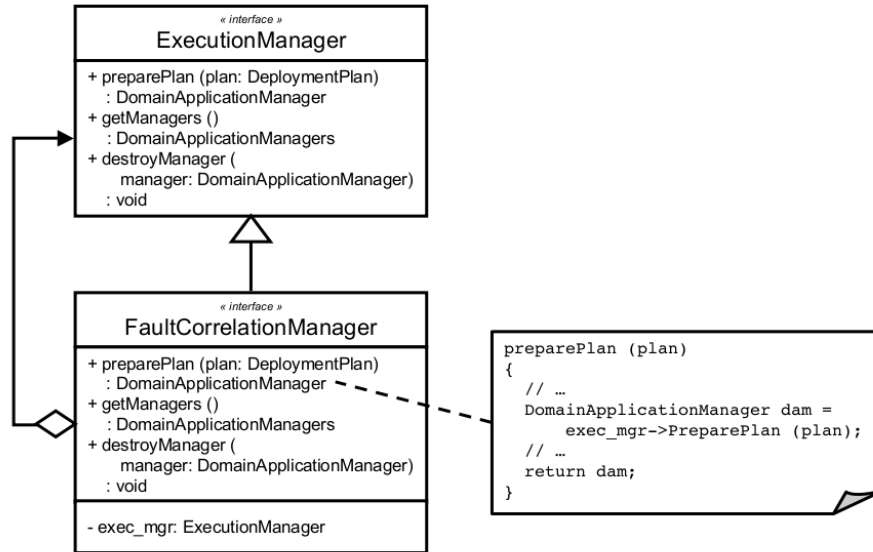 « interface »
ExecutionManager
+ preparePlan (plan: DeploymentPlan)
: DomainApplicationManager
+ getManagers ()
: DomainApplicationManagers
+ destroyManager (
manager: DomainApplicationManager)
: void
« interface »
FaultCorrelationManager
+ preparePlan (plan: DeploymentPlan)
: DomainApplicationManager
+ getManagers ()
: DomainApplicationManagers
+ destroyManager (
manager: DomainApplicationManager)
: void
- exec_mgr: ExecutionManager
preparePlan (plan)
{
// …
DomainApplicationManager dam =
exec_mgr->PreparePlan (plan);
// …
return dam;
}